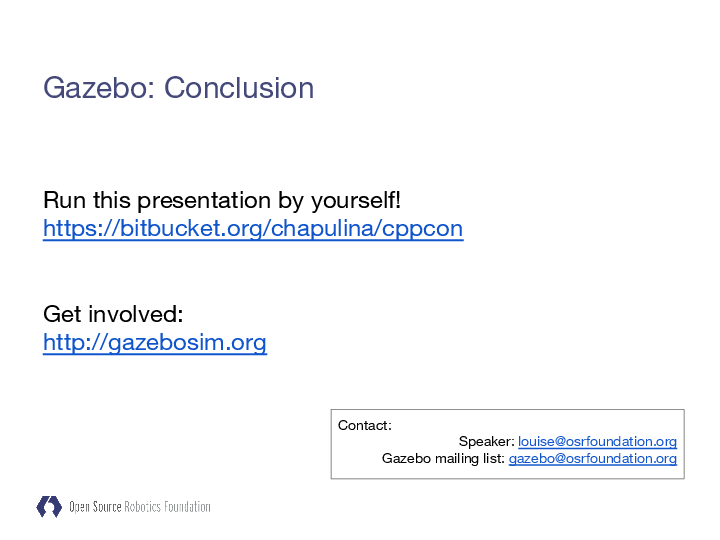 Gazebo: Conclusion
Run this presentation by yourself!
https://bitbucket.org/chapulina/cppcon
Get involved:
http://gazebosim.org
Contact:
Speaker: louise@osrfoundation.org
Gazebo mailing list: gazebo@osrfoundation.org
Open Source Robotics Foundation